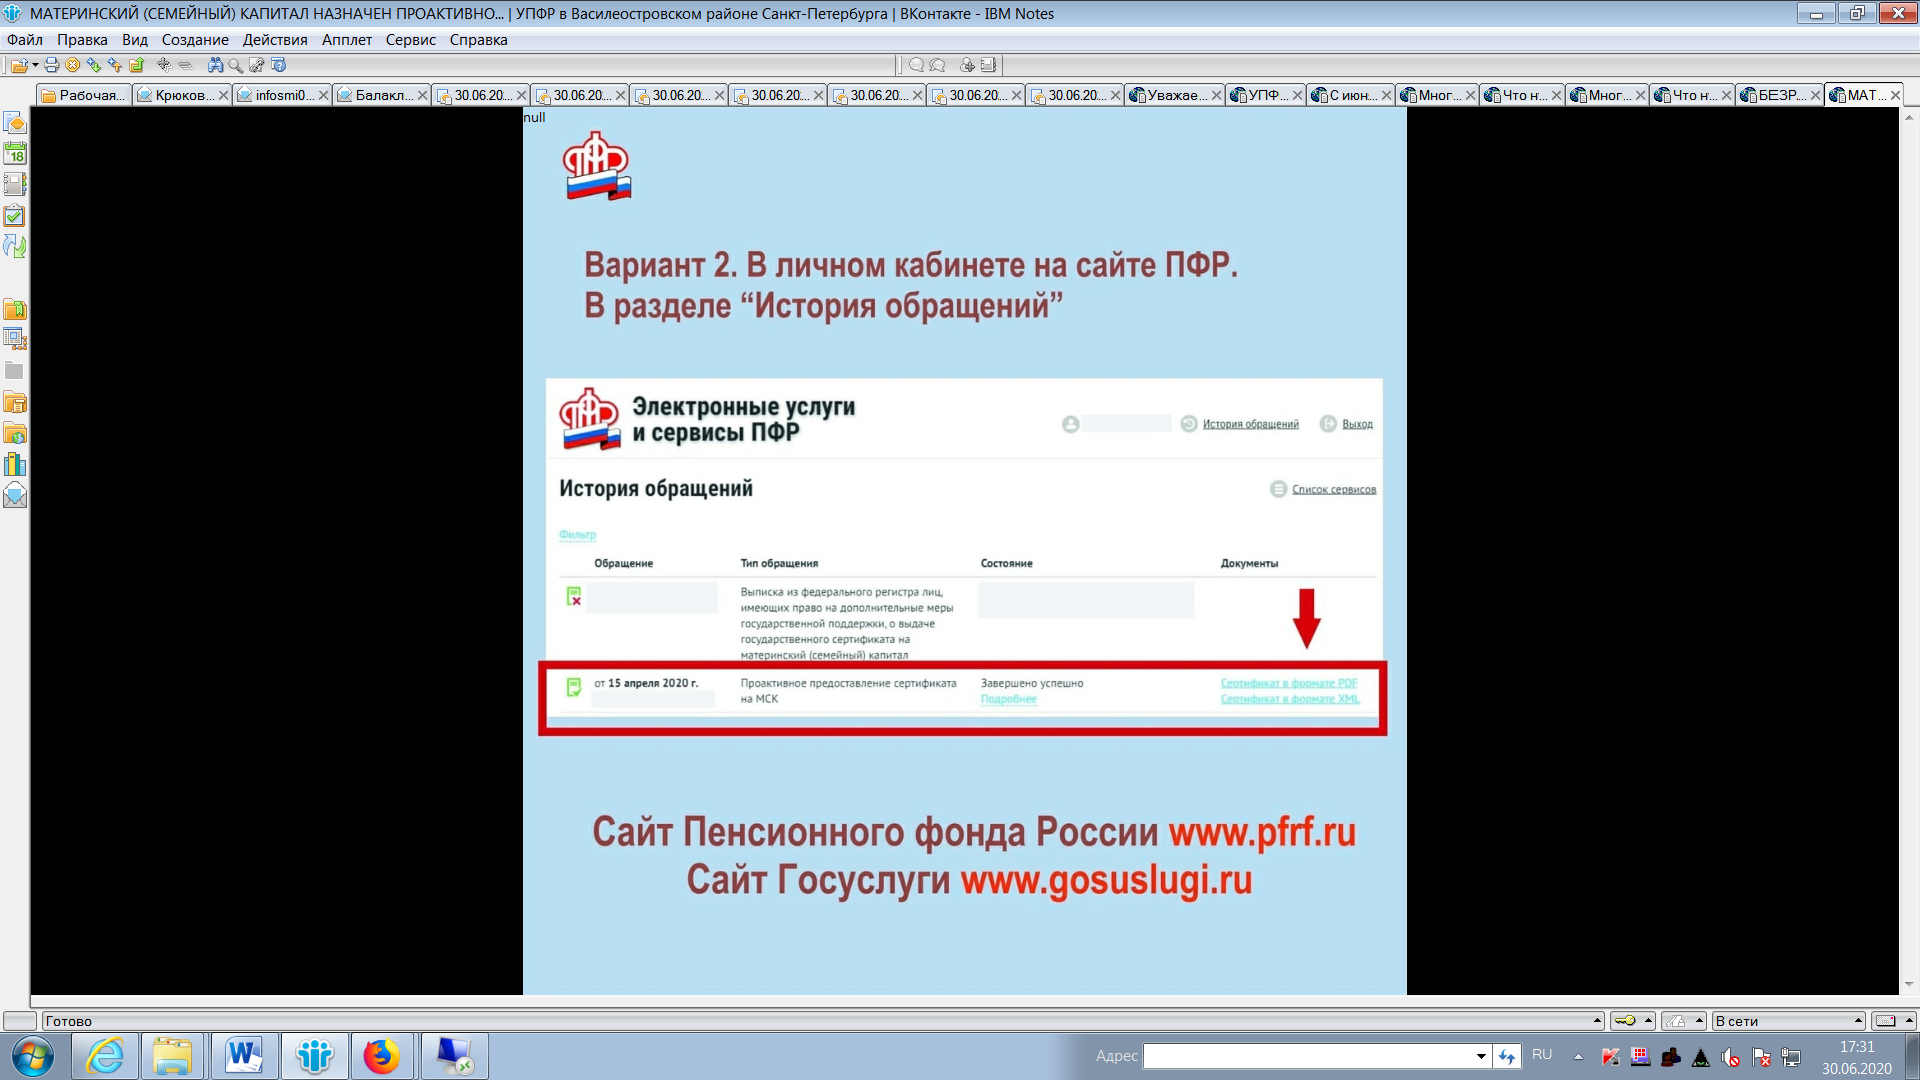 МАТЕРИНСКИЙ (СЕМЕЙНЫЙ) КАПИТАЛ НАЗНАЧЕН ПРОАКТИВНО... | УПФР в Василеостровском районе Санкт-Петербурга | ВКонтакте - IBM Notes
Файл Правка Вид Создание Действия Апплет Сервис Справка
Рабочая... Крюков... infosmi0... Балакл... 30.06.20... 30.06.20... 30.06.20... 30.06.20... 30.06.20... 30.06.20... 30.06.20... Уважае... УПФ... С июн... Мног... Что н... Мног... Что н... БЕЗР... МАТ...
null
ПФР
Вариант 2. В личном кабинете на сайте ПФР.
В разделе “История обращений”
Электронные услуги
и сервисы ПФР
История обращений Выход
История обращений
Список сервисов
Фильтр
Обращение Тип обращения Состояние Документы
Выписка из федерального регистра лиц,
имеющих право на дополнительные меры
государственной поддержки, о выдаче
государственного сертификата на
материнский (семейный) капитал
от 15 апреля 2020 г. Проактивное предоставление сертификата Завершено успешно Сертификат в формате PDF
на МСК Подробнее Сертификат в формате XML
Сайт Пенсионного фонда России www.pfrf.ru
Сайт Госуслуги www.gosuslugi.ru
Готово
В сети
Адрес
RU
17:31
30.06.2020